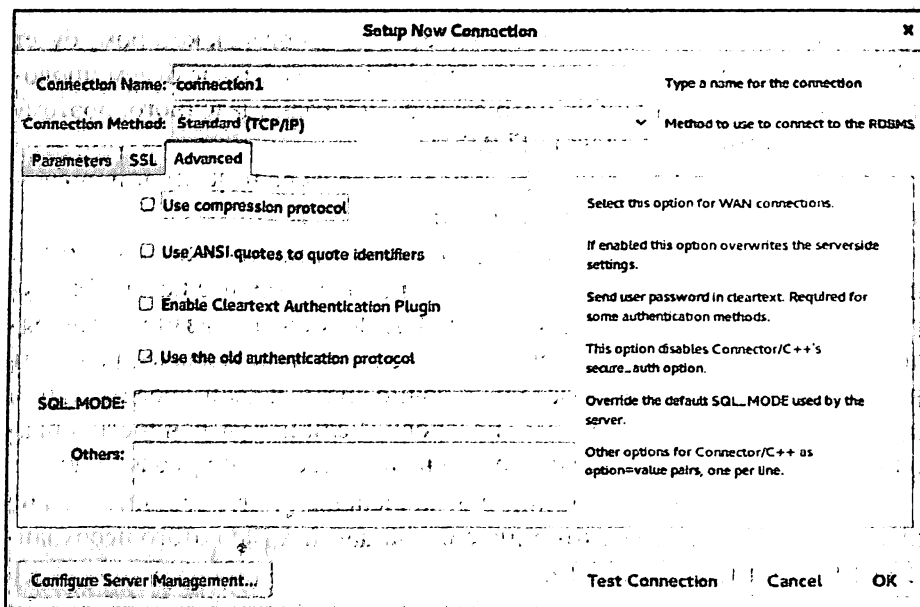 Setup New Connection
Connection Name: connection1 Type a name for the connection
Connection Method: Standard (TCP/IP) Method to use to connect to the RDBMS
Parameters SSL Advanced
Use compression protocol Select this option for WAN connections.
Use ANSI quotes to quote identifiers If enabled this option overwrites the serverside
settings.
Enable Cleartext Authentication Plugin Send user password in cleartext. Required for
some authentication methods.
Use the old authentication protocol This option disables Connector/C++'s
secure_auth option.
SQL_MODE: Override the default SQL_MODE used by the
server.
Others: Other options for Connector/C++ as
option=value pairs, one per line.
Configure Server Management... Test Connection Cancel OK